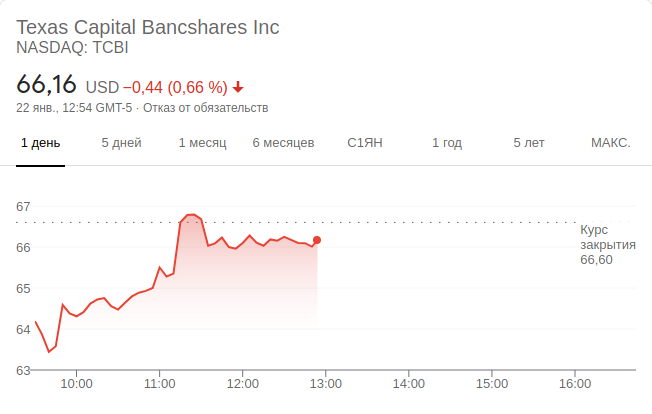 Texas Capital Bancshares Inc
NASDAQ: TCBI
66,16 USD −0,44 (0,66 %)
22 янв., 12:54 GMT-5 · Отказ от обязательств
1 день 5 дней 1 месяц 6 месяцев С1ЯН 1 год 5 лет МАКС.
67
Курс
закрытия
66,60
66
65
64
63
10:00 11:00 12:00 13:00 14:00 15:00 16:00